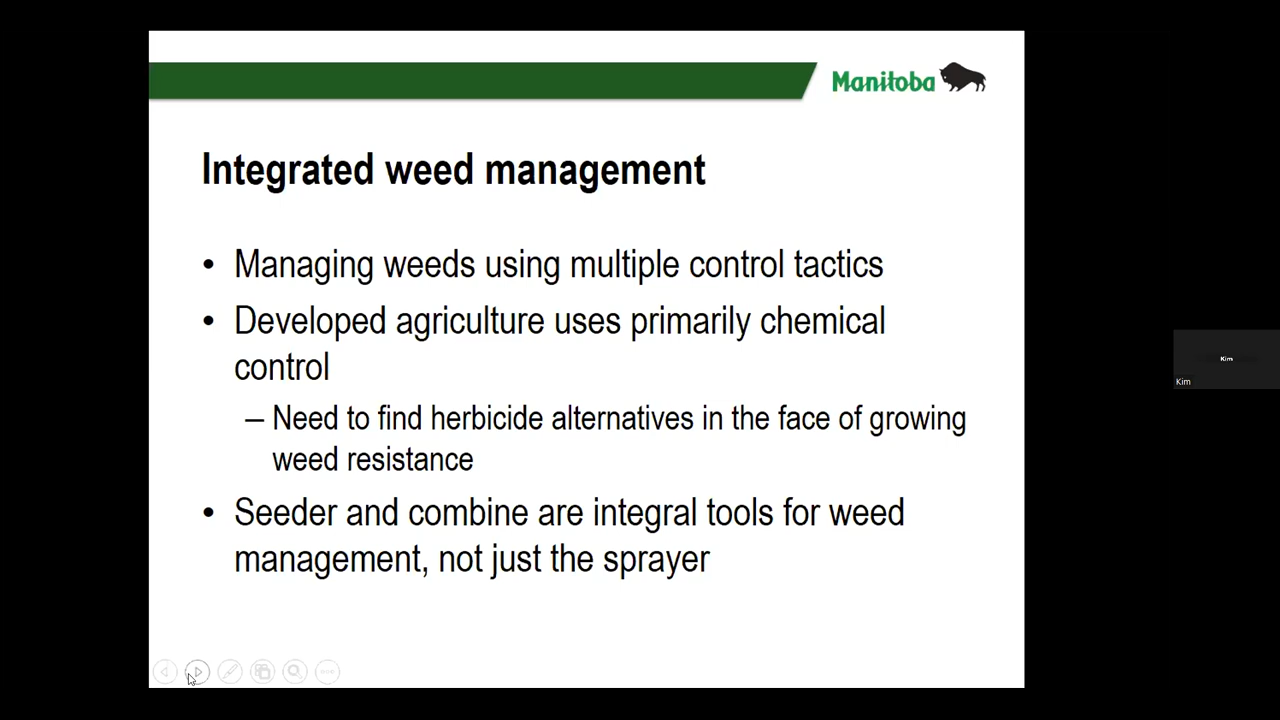 Manitoba
Integrated weed management
• Managing weeds using multiple control tactics
• Developed agriculture uses primarily chemical
control
– Need to find herbicide alternatives in the face of growing
weed resistance
• Seeder and combine are integral tools for weed
management, not just the sprayer
Kim
Kim